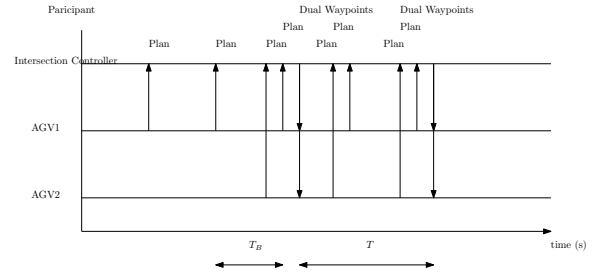 Paricipant
Dual Waypoints
Dual Waypoints
Plan
Plan
Plan
Plan
Plan
Plan
Plan
Plan
Intersection Controller
AGV1
AGV2
T_B
T
time (s)